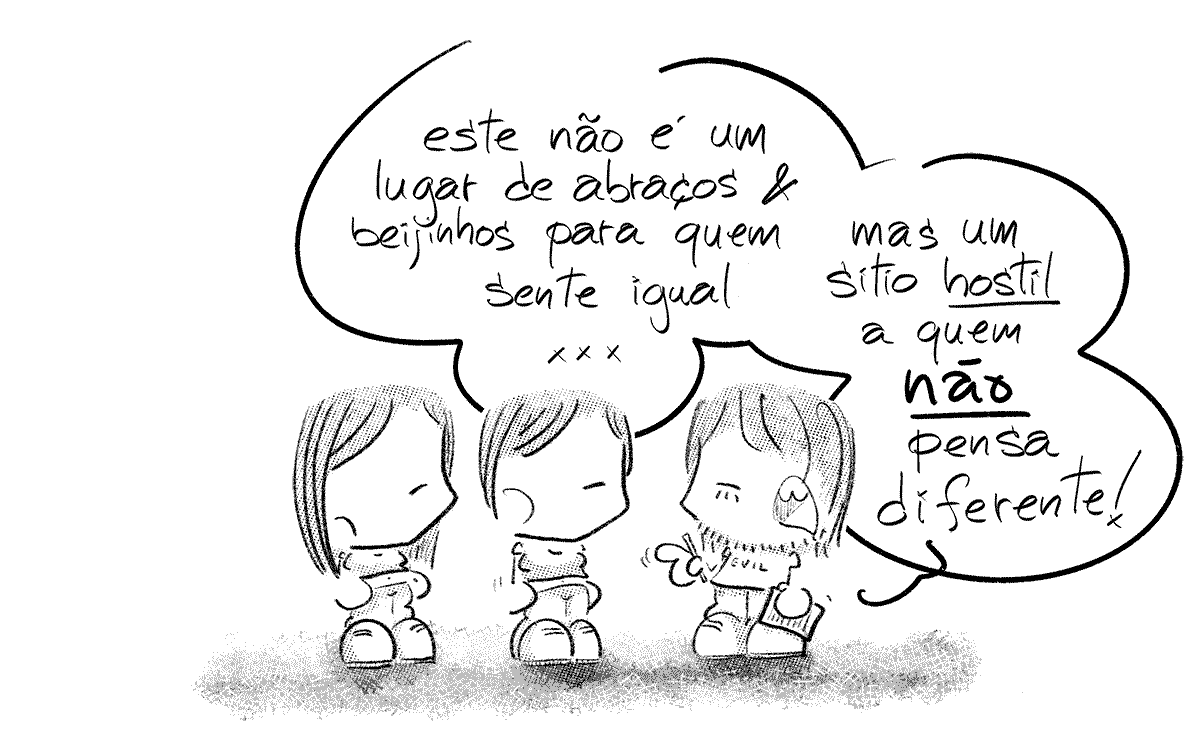 este não é um
lugar de abraços &
beijinhos para quem
sente igual
x x x
mas um
sítio hostil
a quem
não
pensa
diferente!
EVIL